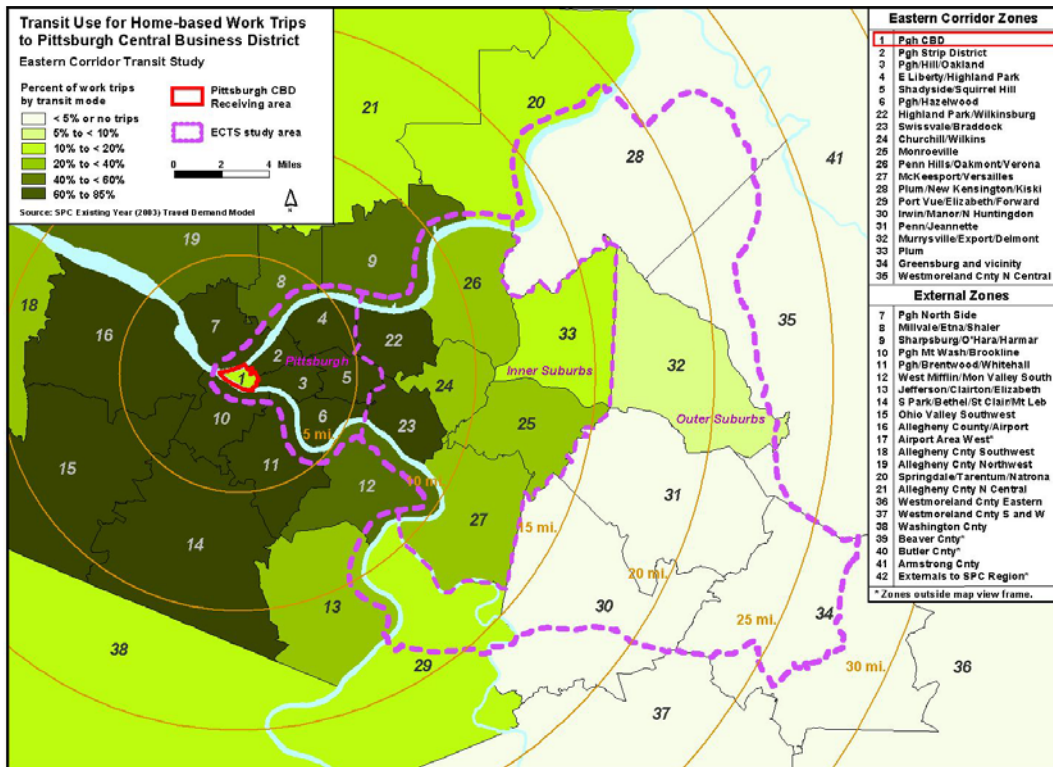 Transit Use for Home-based Work Trips
to Pittsburgh Central Business District
Eastern Corridor Transit Study
Percent of work trips
by transit mode
< 5% or no trips
5% to < 10%
10% to < 20%
20% to < 40%
40% to < 60%
60% to 85%
Pittsburgh CBD
Receiving area
ECTS study area
0 2 4 Miles
N
Source: SPC Existing Year (2003) Travel Demand Model
Eastern Corridor Zones
1 Pgh CBD
2 Pgh Strip District
3 Pgh/Hill/Oakland
4 E Liberty/Highland Park
5 Shadyside/Squirrel Hill
6 Pgh/Hazelwood
22 Highland Park/Wilkinsburg
23 Swissvale/Braddock
24 Churchill/Wilkins
25 Monroeville
26 Penn Hills/Oakmont/Verona
27 McKeesport/Versailles
28 Plum/New Kensington/Kiski
29 Port Vue/Elizabeth/Forward
30 Irwin/Manor/N Huntingdon
31 Penn/Jeannette
32 Murrysville/Export/Delmont
33 Plum
34 Greensburg and vicinity
35 Westmoreland Cnty N Central
External Zones
7 Pgh North Side
8 Millvale/Etna/Shaler
9 Sharpsburg/O'Hara/Harmar
10 Pgh Mt Wash/Brookline
11 Pgh/Brentwood/Whitehall
12 West Mifflin/Mon Valley South
13 Jefferson/Clairton/Elizabeth
14 S Park/Bethel/St Clair/Mt Leb
15 Ohio Valley Southwest
16 Allegheny County/Airport
17 Airport Area West*
18 Allegheny Cnty Southwest
19 Allegheny Cnty Northwest
20 Springdale/Tarentum/Natrona
21 Allegheny Cnty N Central
36 Westmoreland Cnty Eastern
37 Westmoreland Cnty S and W
38 Washington Cnty
39 Beaver Cnty*
40 Butler Cnty*
41 Armstrong Cnty
42 Externals to SPC Region*
* Zones outside map view frame.
21
20
28
41
19
9
8
26
18
16
7
4
22
35
33
2
Pittsburgh
32
1
3
5
24
Inner Suburbs
10
6
23
25
Outer Suburbs
5 mi.
15
11
12
10 mi.
31
14
27
15 mi.
20 mi.
13
30
34
25 mi.
38
29
30 mi.
36
37